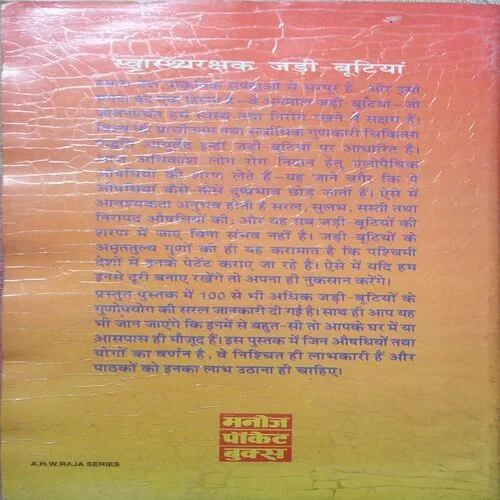 स्वास्थ्यरक्षक जड़ी बूटियां
हमारा देश प्राकृतिक संपदाओं से भरपूर है, और इसी
संपदा का एक हिस्सा है - वे अनमोल जड़ी-बूटियां-जो
जीवनपर्यंत हमें स्वस्थ तथा निरोग रखने में सक्षम हैं।
विश्व की प्राचीनतम तथा सर्वाधिक गुणकारी चिकित्सा
पद्धति आयुर्वेद इन्हीं जड़ी-बूटियों पर आधारित है।
आज अधिकांश लोग रोग निदान हेतु एलोपैथिक
औषधियों की शरण लेते हैं-यह जाने बगैर कि ये
औषधियां कैसे-कैसे दुष्प्रभाव छोड़ जाती हैं। ऐसे में
आवश्यकता अनुभव होती है सरल, सुलभ, सस्ती तथा
निरापद औषधियों की; और यह सब जड़ी-बूटियों की
शरण में जाए बिना संभव नहीं है। जड़ी-बूटियों के
अमृततुल्य गुणों की ही यह करामात है कि पश्चिमी
देशों में इनके पेटेंट कराए जा रहे हैं। ऐसे में यदि हम
इनसे दूरी बनाए रखेंगे तो अपना ही नुकसान करेंगे।
प्रस्तुत पुस्तक में 100 से भी अधिक जड़ी-बूटियों के
गुणोपयोग की सरल जानकारी दी गई है। साथ ही आप यह
भी जान जाएंगे कि इनमें से बहुत-सी तो आपके घर में या
आसपास ही मौजूद हैं। इस पुस्तक में जिन औषधियों तथा
योगों का वर्णन है, वे निश्चित ही लाभकारी हैं और
पाठकों को इनका लाभ उठाना ही चाहिए।
मनोज
पॉकेट
बुक्स
A.H.W.RAJA SERIES